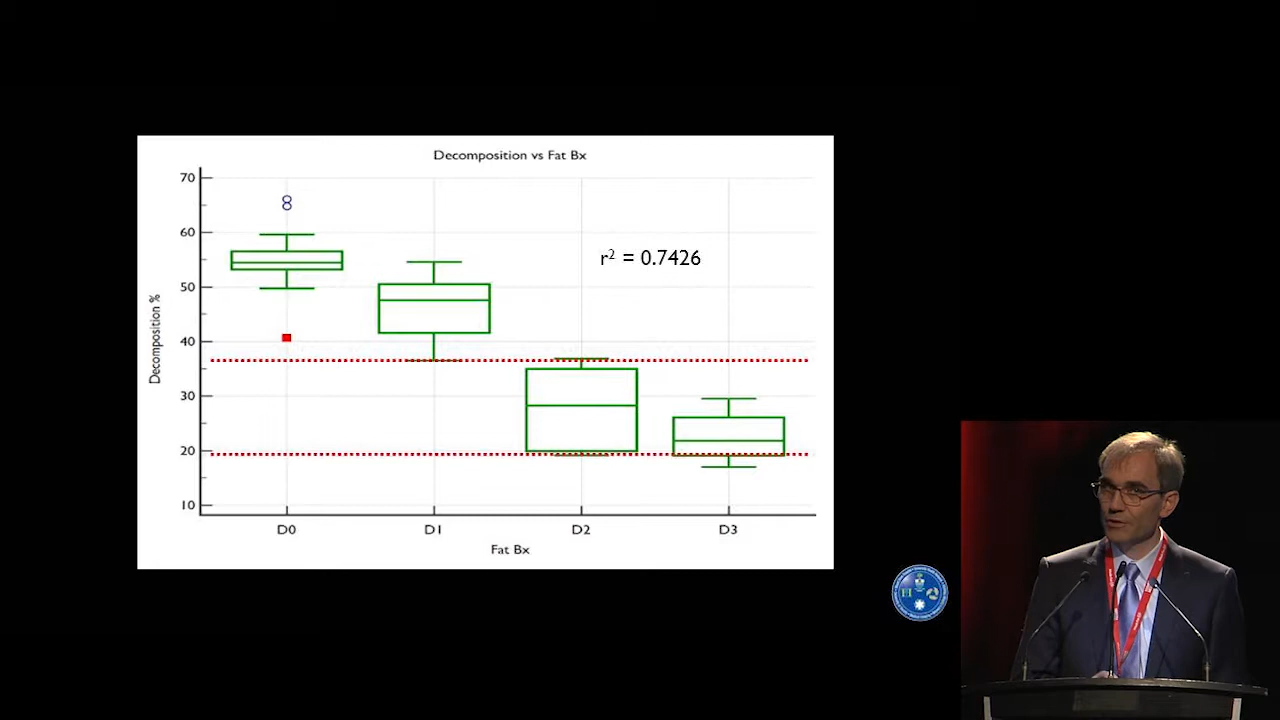 Decomposition vs Fat Bx
r² = 0.7426
Decomposition %
70
60
50
40
30
20
10
D0
D1
D2
D3
Fat Bx